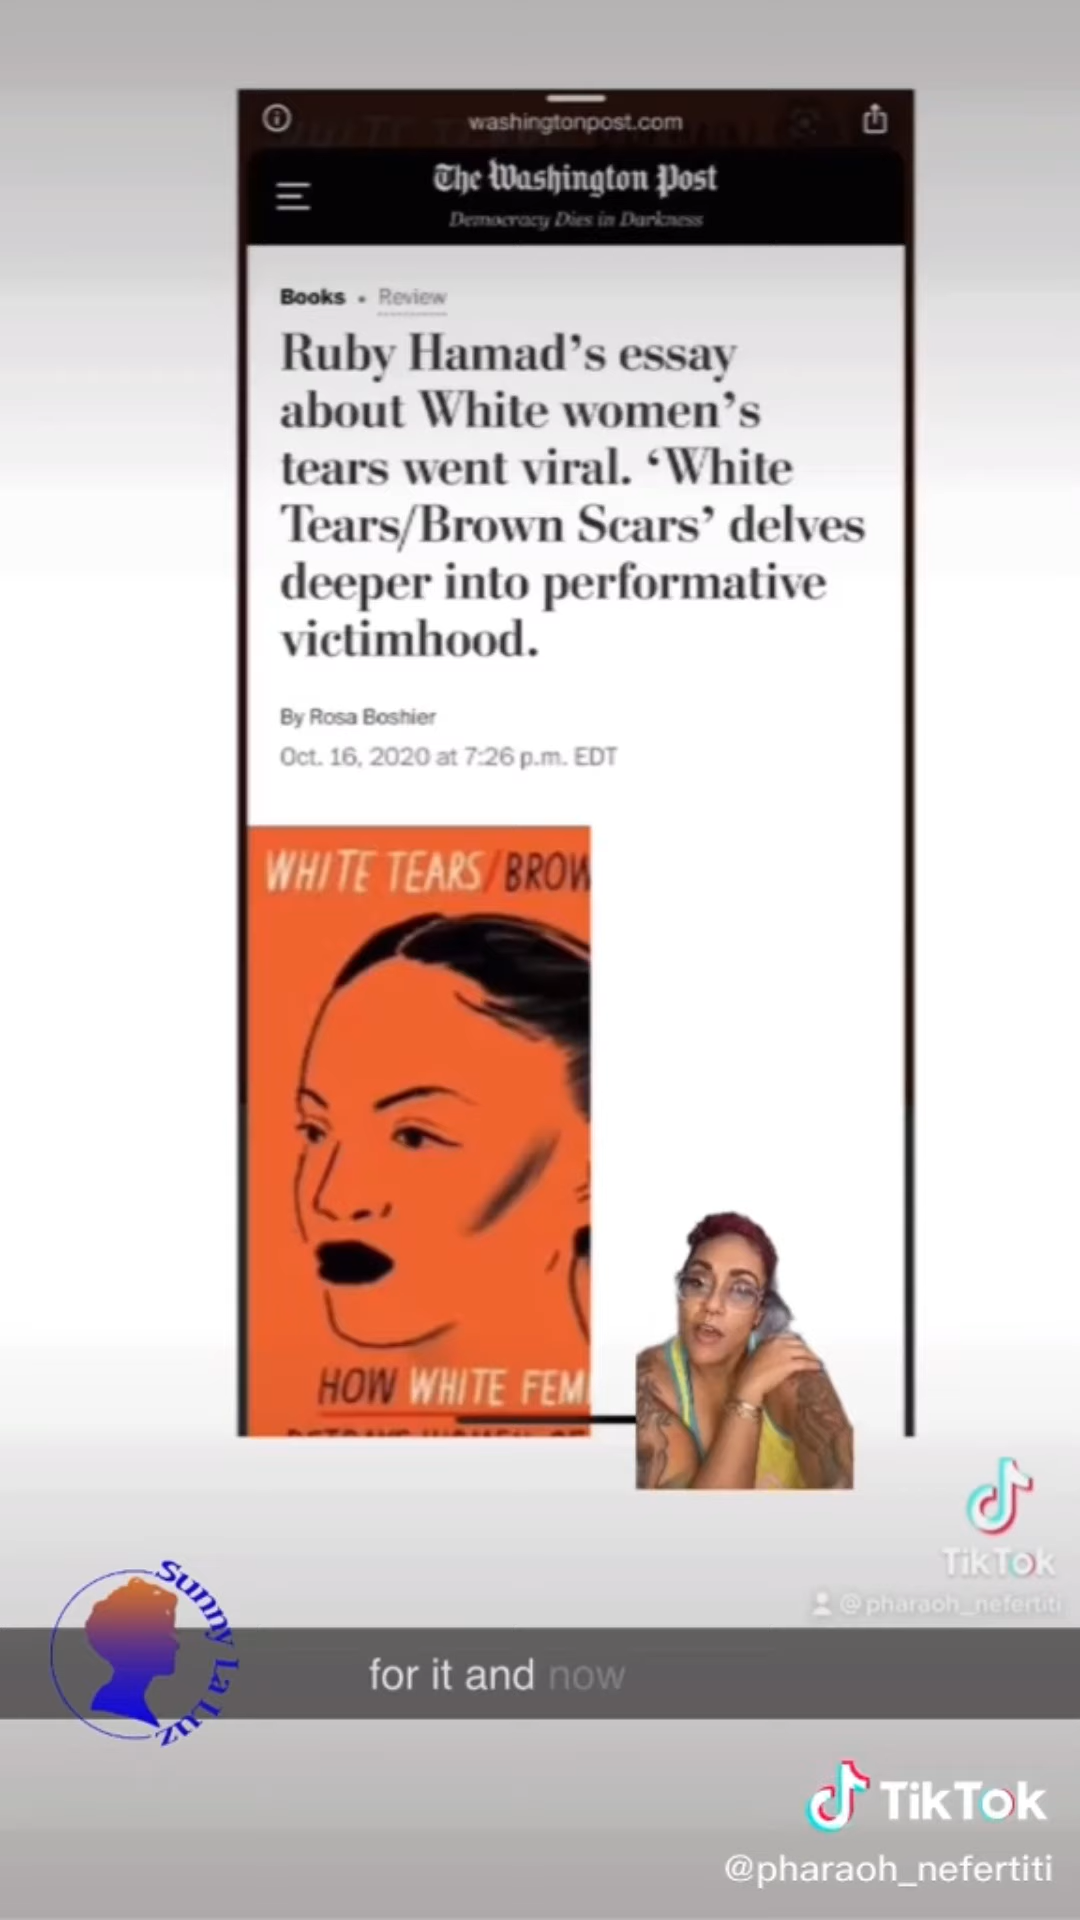 washingtonpost.com
The Washington Post
Democracy Dies in Darkness
Books • Review
Ruby Hamad’s essay
about White women’s
tears went viral. ‘White
Tears/Brown Scars’ delves
deeper into performative
victimhood.
By Rosa Boshier
Oct. 16, 2020 at 7:26 p.m. EDT
WHITE TEARS/BROW
HOW WHITE FEM
TikTok
@pharaoh_nefertiti
Sunny La Luz
for it and now
TikTok
@pharaoh_nefertiti